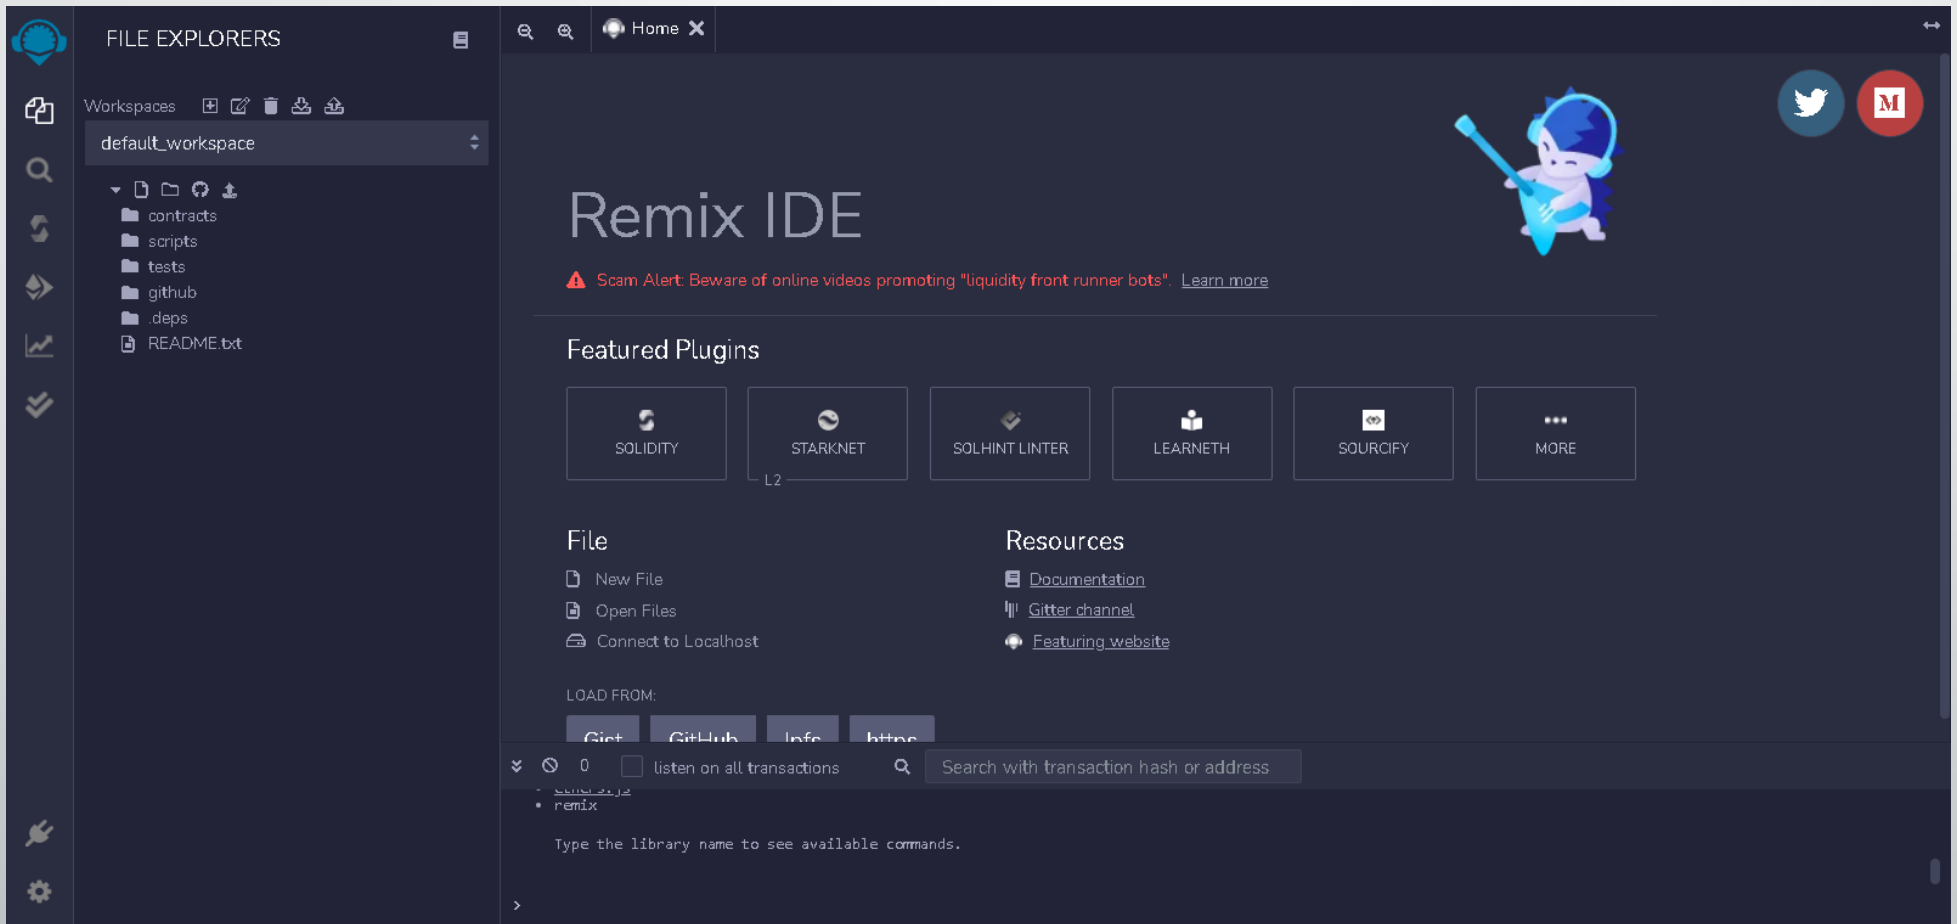 FILE EXPLORERS
Workspaces
default_workspace
contracts
scripts
tests
github
.deps
README.txt
Home
Remix IDE
Scam Alert: Beware of online videos promoting "liquidity front runner bots". Learn more
Featured Plugins
SOLIDITY
STARKNET
L2
SOLHINT LINTER
LEARNETH
SOURCIFY
MORE
File
New File
Open Files
Connect to Localhost
Resources
Documentation
Gitter channel
Featuring website
LOAD FROM:
Gist GitHub Ipfs https
0 listen on all transactions Search with transaction hash or address
• ethers.js
• remix
Type the library name to see available commands.
>